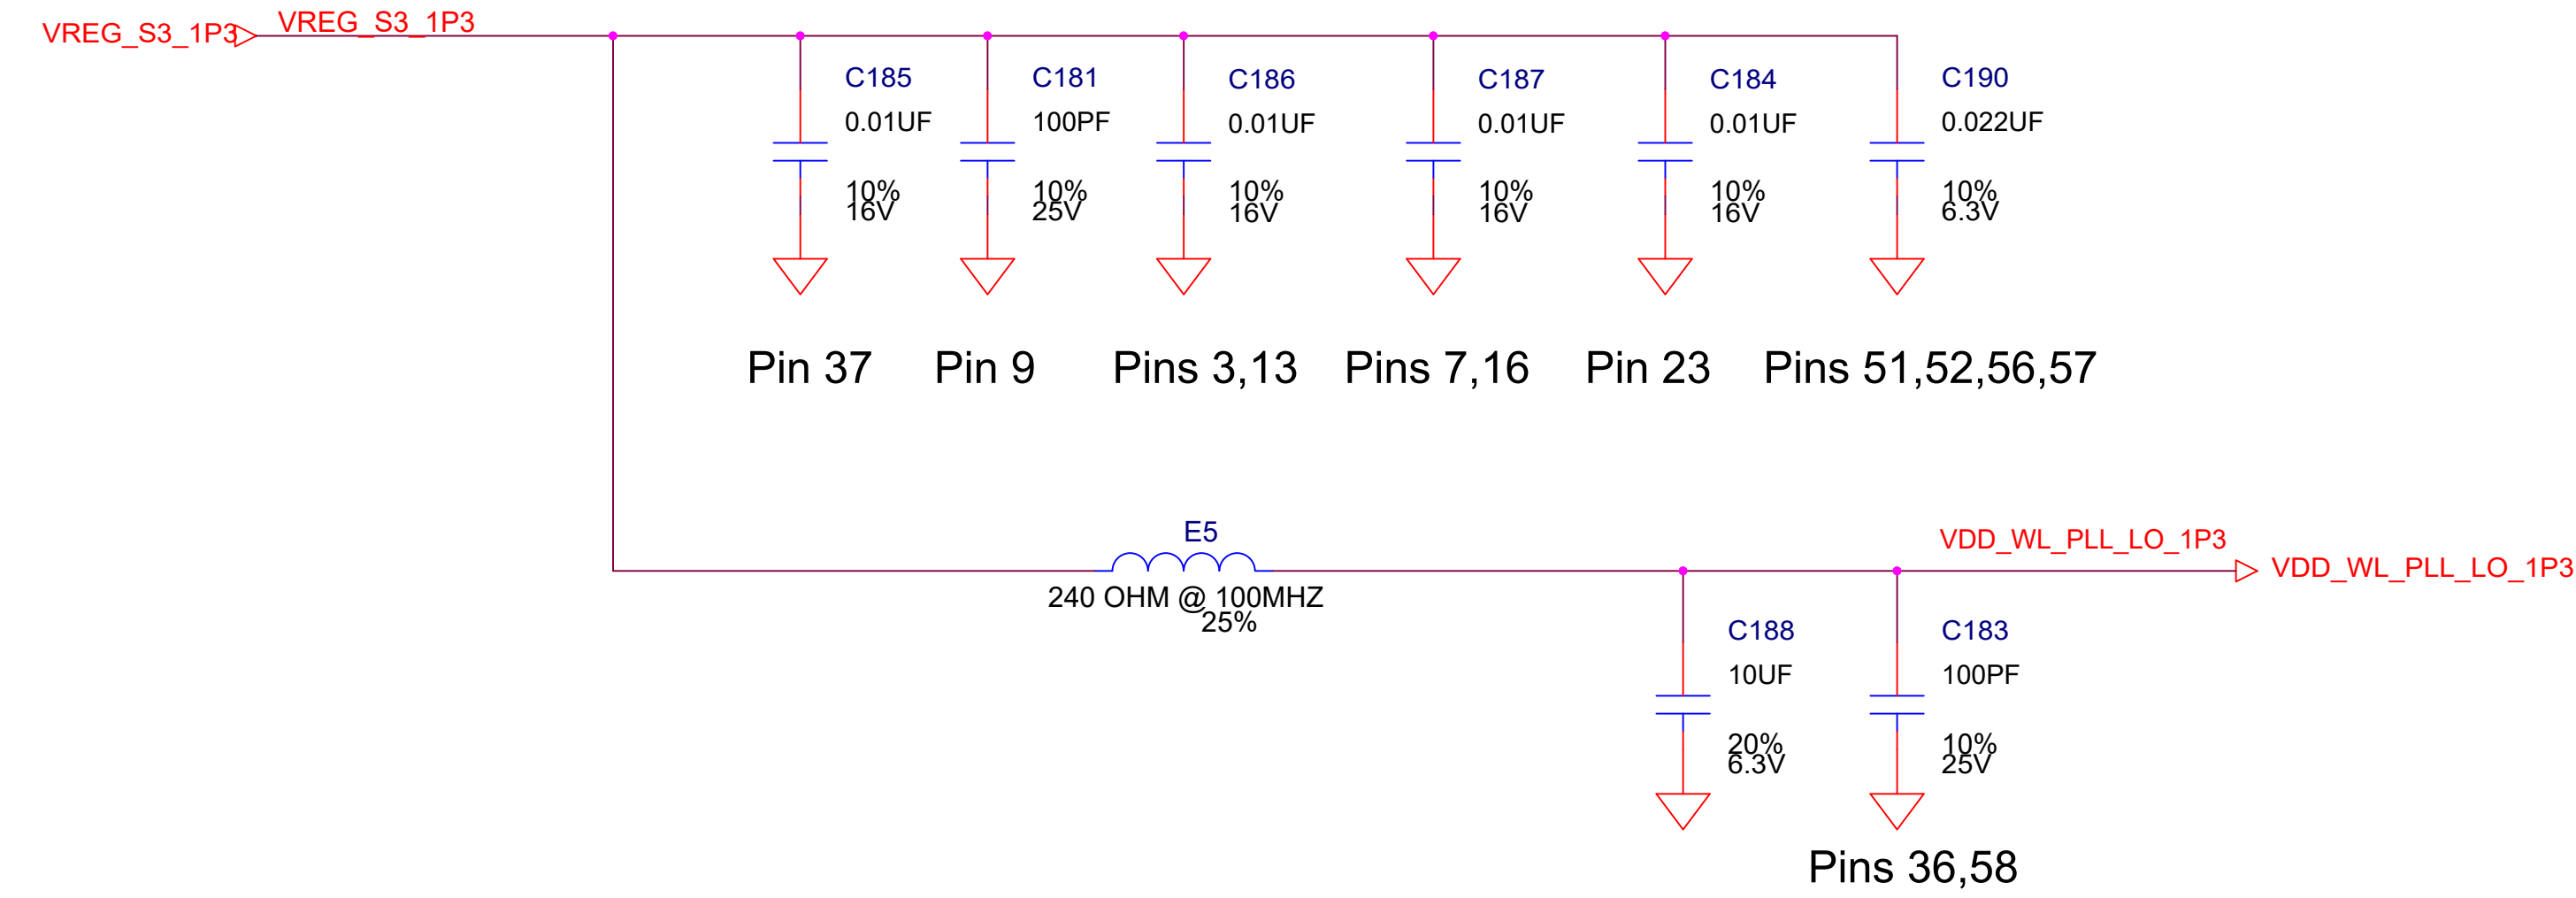 VREG_S3_1P3
VREG_S3_1P3
C185
0.01UF
10%
16V
C181
100PF
10%
25V
C186
0.01UF
10%
16V
C187
0.01UF
10%
16V
C184
0.01UF
10%
16V
C190
0.022UF
10%
6.3V
Pin 37
Pin 9
Pins 3,13
Pins 7,16
Pin 23
Pins 51,52,56,57
E5
240 OHM @ 100MHZ
25%
VDD_WL_PLL_LO_1P3
VDD_WL_PLL_LO_1P3
C188
10UF
20%
6.3V
C183
100PF
10%
25V
Pins 36,58